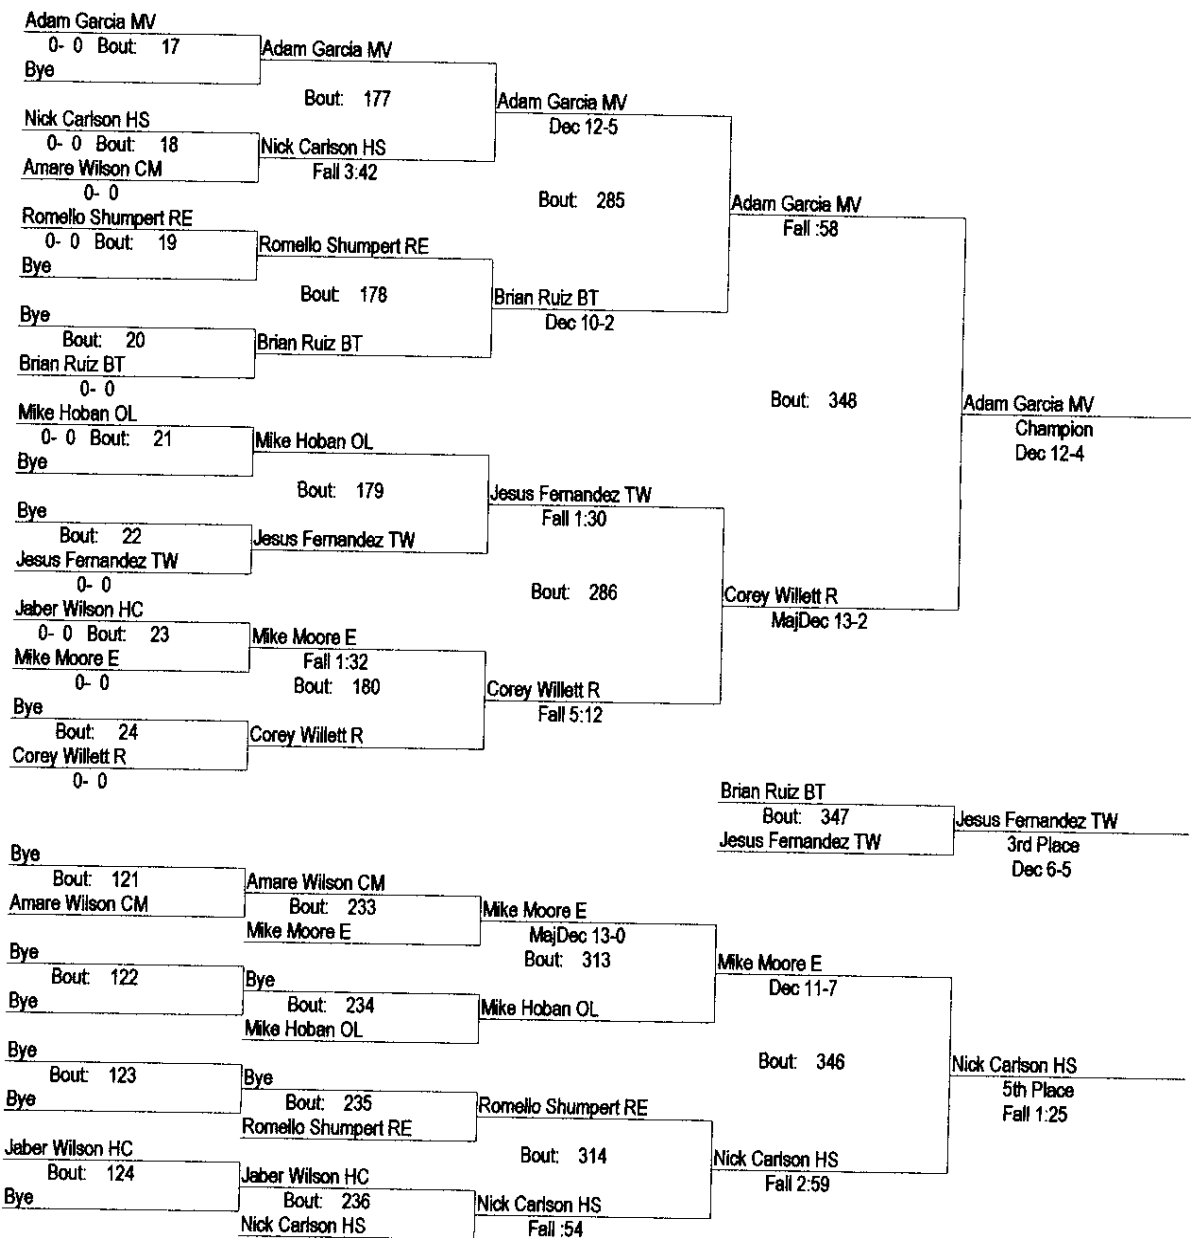 Adam Garcia MV
0- 0 Bout: 17
Bye
Adam Garcia MV
Bout: 177
Nick Carlson HS
0- 0 Bout: 18
Amare Wilson CM
0- 0
Nick Carlson HS
Fall 3:42
Adam Garcia MV
Dec 12-5
Bout: 285
Romello Shumpert RE
0- 0 Bout: 19
Bye
Romello Shumpert RE
Bout: 178
Bye
Bout: 20
Brian Ruiz BT
0- 0
Brian Ruiz BT
Brian Ruiz BT
Dec 10-2
Adam Garcia MV
Fall :58
Bout: 348
Mike Hoban OL
0- 0 Bout: 21
Bye
Mike Hoban OL
Bout: 179
Bye
Bout: 22
Jesus Fernandez TW
0- 0
Jesus Fernandez TW
Jesus Fernandez TW
Fall 1:30
Bout: 286
Jaber Wilson HC
0- 0 Bout: 23
Mike Moore E
0- 0
Mike Moore E
Fall 1:32
Bout: 180
Bye
Bout: 24
Corey Willett R
0- 0
Corey Willett R
Corey Willett R
Fall 5:12
Corey Willett R
MajDec 13-2
Adam Garcia MV
Champion
Dec 12-4
Brian Ruiz BT
Bout: 347
Jesus Fernandez TW
Jesus Fernandez TW
3rd Place
Dec 6-5
Bye
Bout: 121
Amare Wilson CM
Amare Wilson CM
Bout: 233
Mike Moore E
Mike Moore E
MajDec 13-0
Bout: 313
Bye
Bout: 122
Bye
Bye
Bout: 234
Mike Hoban OL
Mike Hoban OL
Mike Moore E
Dec 11-7
Bout: 346
Bye
Bout: 123
Bye
Bye
Bout: 235
Romello Shumpert RE
Romello Shumpert RE
Bout: 314
Jaber Wilson HC
Bout: 124
Bye
Jaber Wilson HC
Bout: 236
Nick Carlson HS
Nick Carlson HS
Fall :54
Nick Carlson HS
Fall 2:59
Nick Carlson HS
5th Place
Fall 1:25